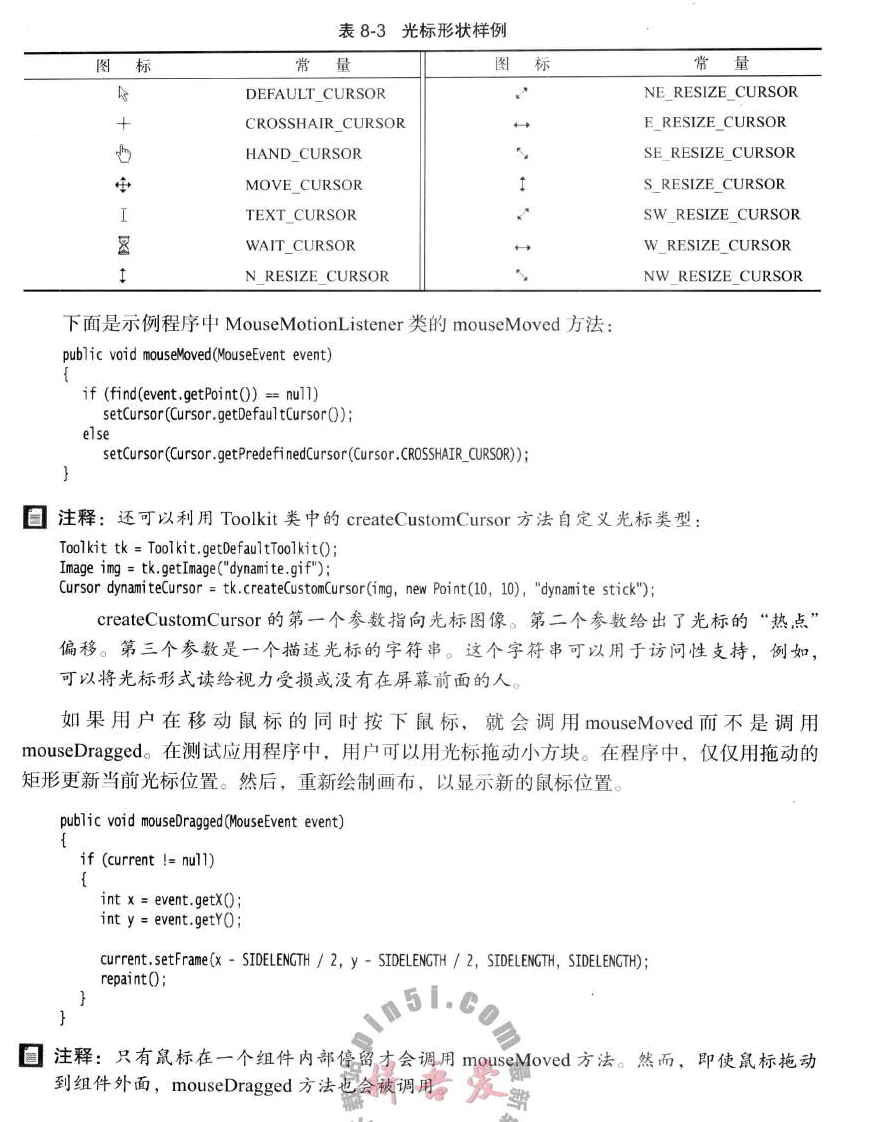 表 8-3 光标形状样例
图 标 常 量 图 标 常 量
DEFAULT_CURSOR NE_RESIZE_CURSOR
CROSSHAIR_CURSOR E_RESIZE_CURSOR
HAND_CURSOR SE_RESIZE_CURSOR
MOVE_CURSOR S_RESIZE_CURSOR
TEXT_CURSOR SW_RESIZE_CURSOR
WAIT_CURSOR W_RESIZE_CURSOR
N_RESIZE_CURSOR NW_RESIZE_CURSOR
下面是示例程序中 MouseMotionListener 类的 mouseMoved 方法：
public void mouseMoved(MouseEvent event)
{
if (find(event.getPoint()) == null)
setCursor(Cursor.getDefaultCursor());
else
setCursor(Cursor.getPredefinedCursor(Cursor.CROSSHAIR_CURSOR));
}
注释：还可以利用 Toolkit 类中的 createCustomCursor 方法自定义光标类型：
Toolkit tk = Toolkit.getDefaultToolkit();
Image img = tk.getImage("dynamite.gif");
Cursor dynamiteCursor = tk.createCustomCursor(img, new Point(10, 10), "dynamite stick");
createCustomCursor 的第一个参数指向光标图像。第二个参数给出了光标的“热点”
偏移。第三个参数是一个描述光标的字符串。这个字符串可以用于访问性支持，例如，
可以将光标形式读给视力受损或没有在屏幕前面的人。
如果用户在移动鼠标的同时按下鼠标，就会调用 mouseMoved 而不是调用
mouseDragged。在测试应用程序中，用户可以用光标拖动小方块。在程序中，仅仅用拖动的
矩形更新当前光标位置。然后，重新绘制画布，以显示新的鼠标位置。
public void mouseDragged(MouseEvent event)
{
if (current != null)
{
int x = event.getX();
int y = event.getY();
current.setFrame(x - SIDELENGTH / 2, y - SIDELENGTH / 2, SIDELENGTH, SIDELENGTH);
repaint();
}
}
注释：只有鼠标在一个组件内部停留才会调用 mouseMoved 方法。然而，即使鼠标拖动
到组件外面，mouseDragged 方法也会被调用。
pin5i.com
拼吾爱
最新